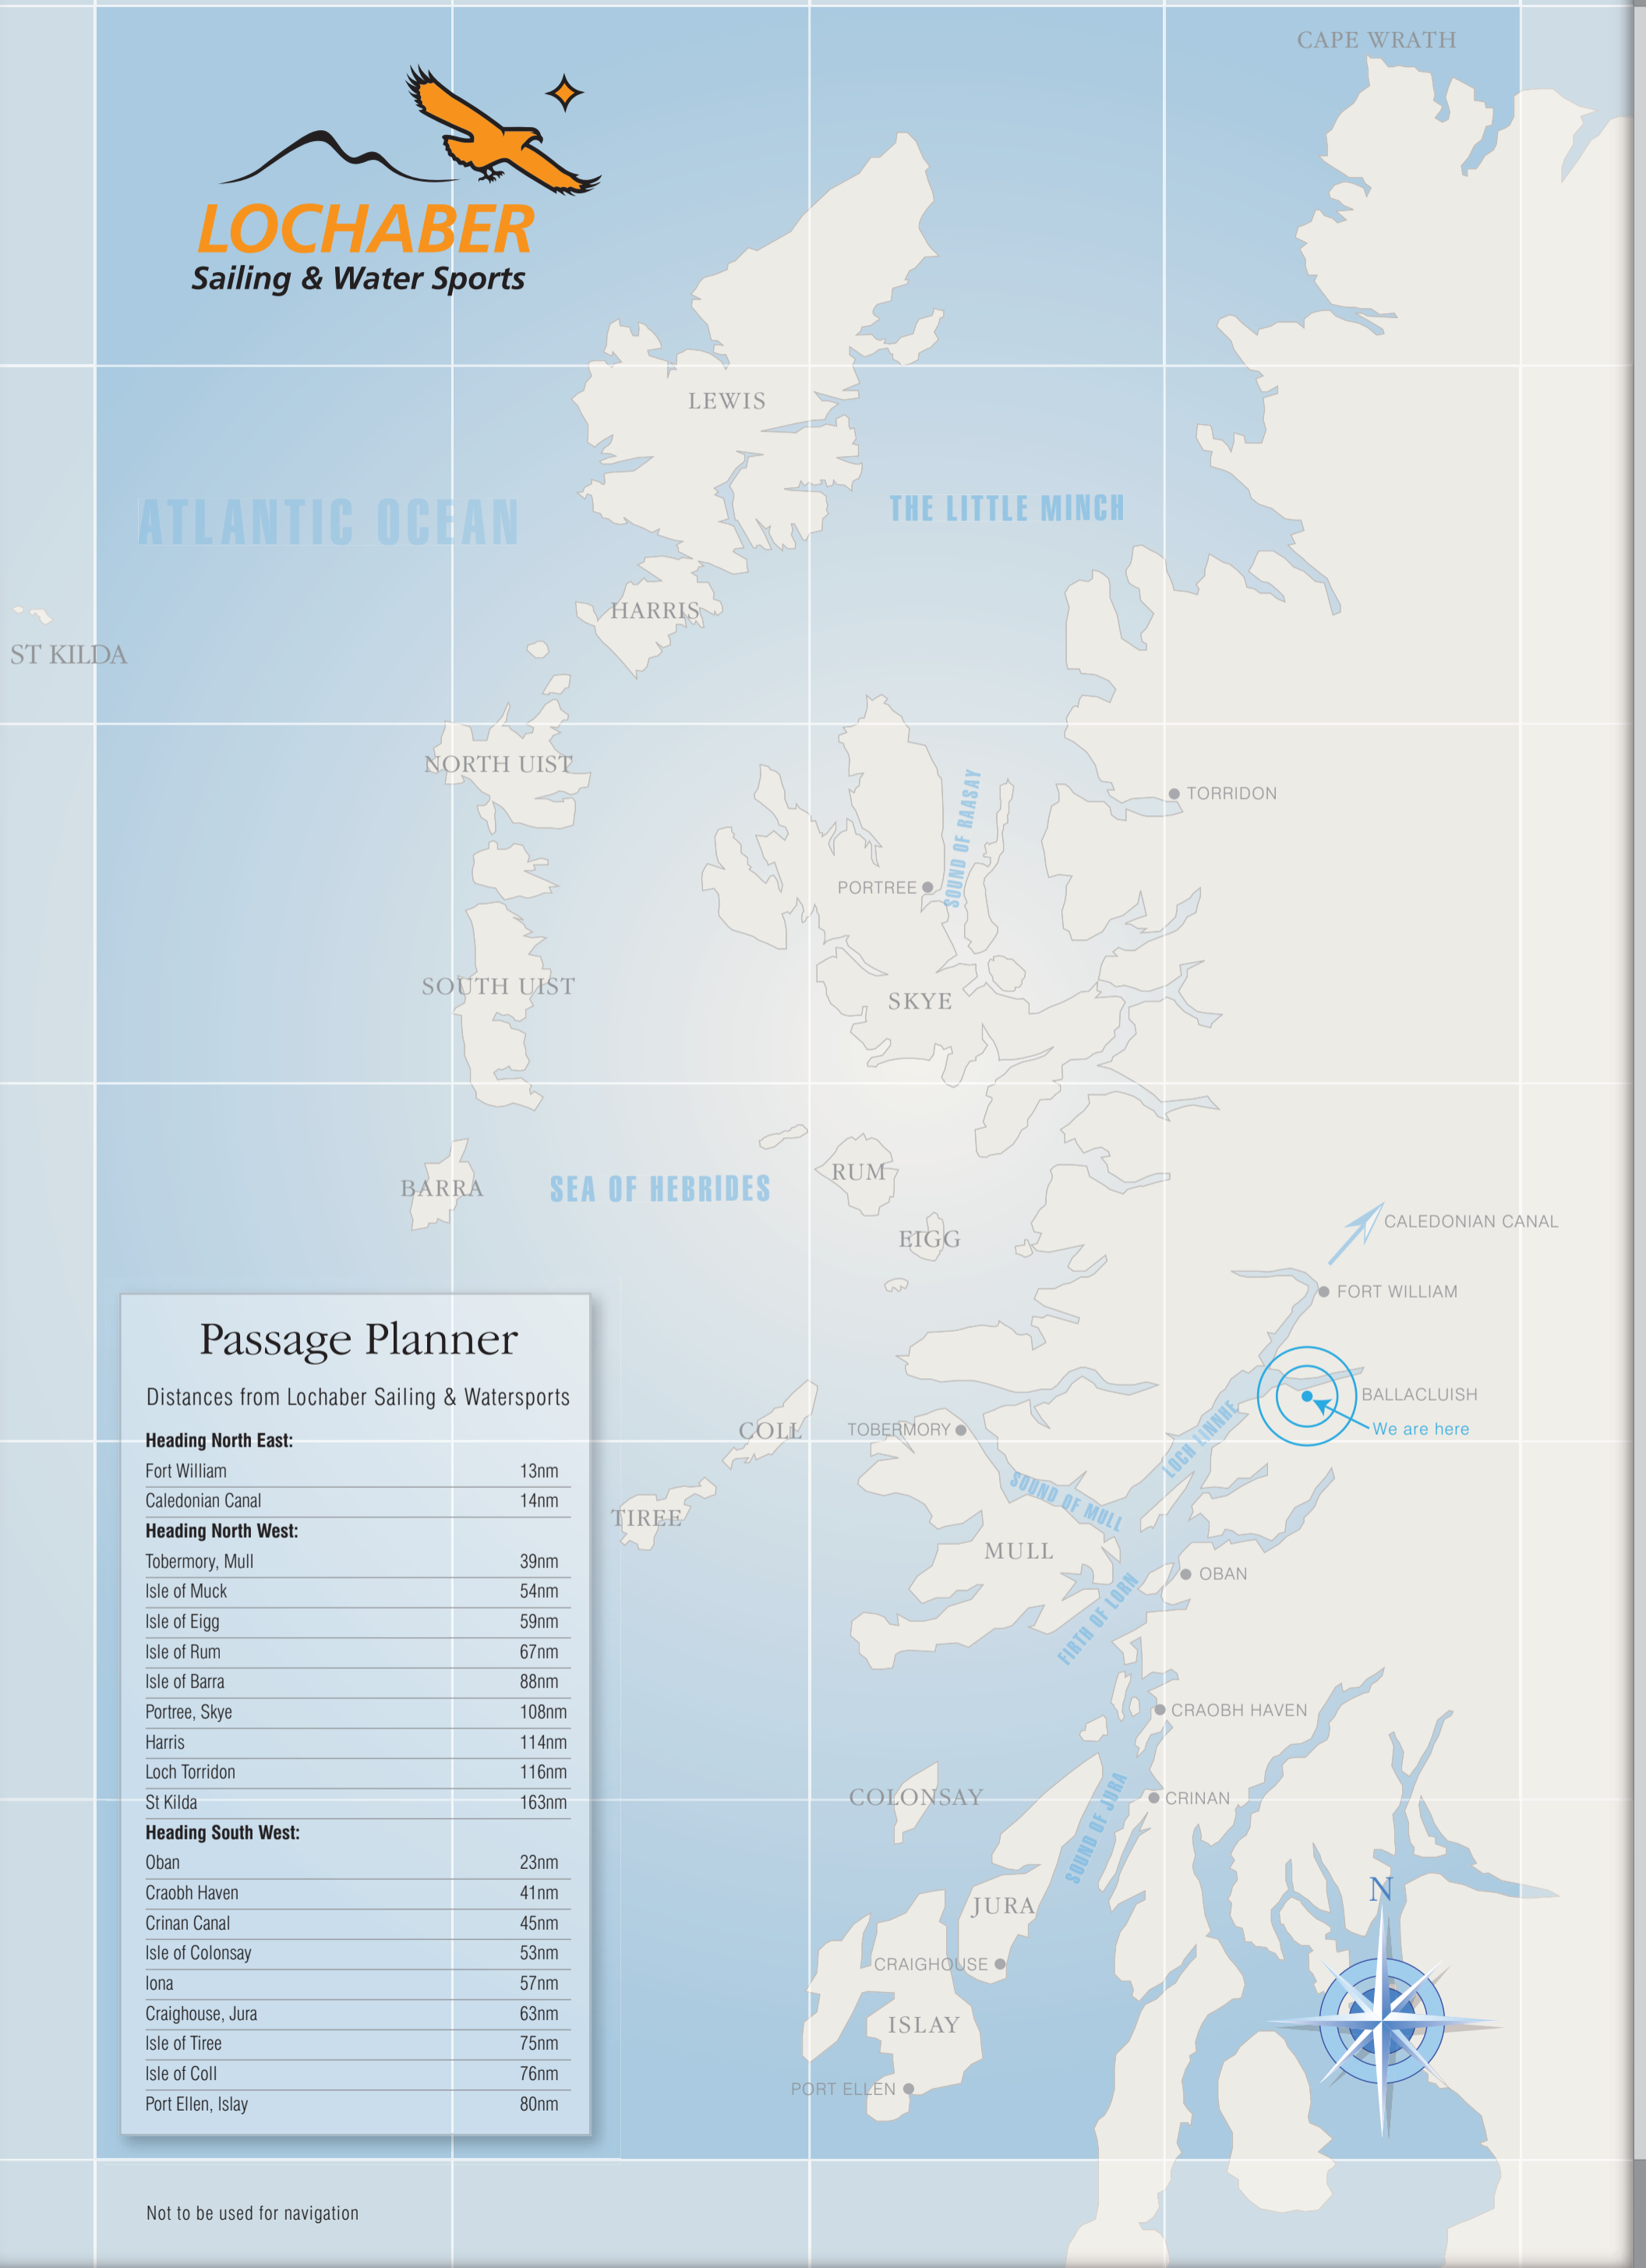 CAPE WRATH
LOCHABER
Sailing & Water Sports
LEWIS
ATLANTIC OCEAN
THE LITTLE MINCH
HARRIS
ST KILDA
NORTH UIST
TORRIDON
SOUND OF RAASAY
PORTREE
SOUTH UIST
SKYE
RUM
BARRA
SEA OF HEBRIDES
EIGG
CALEDONIAN CANAL
FORT WILLIAM
BALLACLUISH
We are here
COLL
TOBERMORY
LOCH LINNHE
SOUND OF MULL
TIREE
MULL
OBAN
FIRTH OF LORN
CRAOBH HAVEN
COLONSAY
CRINAN
SOUND OF JURA
JURA
N
CRAIGHOUSE
ISLAY
PORT ELLEN
Passage Planner
Distances from Lochaber Sailing & Watersports
Heading North East:
Fort William 13nm
Caledonian Canal 14nm
Heading North West:
Tobermory, Mull 39nm
Isle of Muck 54nm
Isle of Eigg 59nm
Isle of Rum 67nm
Isle of Barra 88nm
Portree, Skye 108nm
Harris 114nm
Loch Torridon 116nm
St Kilda 163nm
Heading South West:
Oban 23nm
Craobh Haven 41nm
Crinan Canal 45nm
Isle of Colonsay 53nm
Iona 57nm
Craighouse, Jura 63nm
Isle of Tiree 75nm
Isle of Coll 76nm
Port Ellen, Islay 80nm
Not to be used for navigation